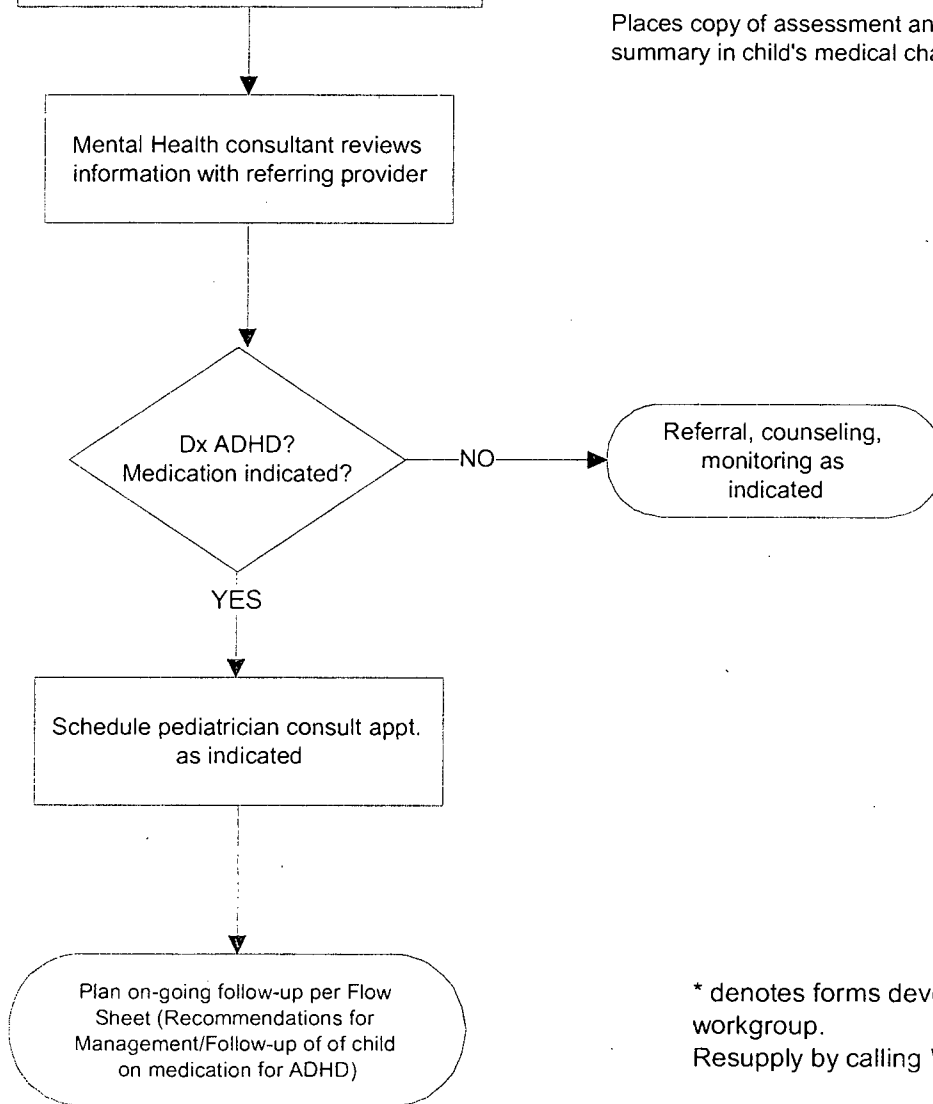 Places copy of assessment an
summary in child's medical cha
Mental Health consultant reviews
information with referring provider
Dx ADHD?
Medication indicated?
NO
Referral, counseling,
monitoring as
indicated
YES
Schedule pediatrician consult appt.
as indicated
Plan on-going follow-up per Flow
Sheet (Recommendations for
Management/Follow-up of of child
on medication for ADHD)
* denotes forms dev
workgroup.
Resupply by calling